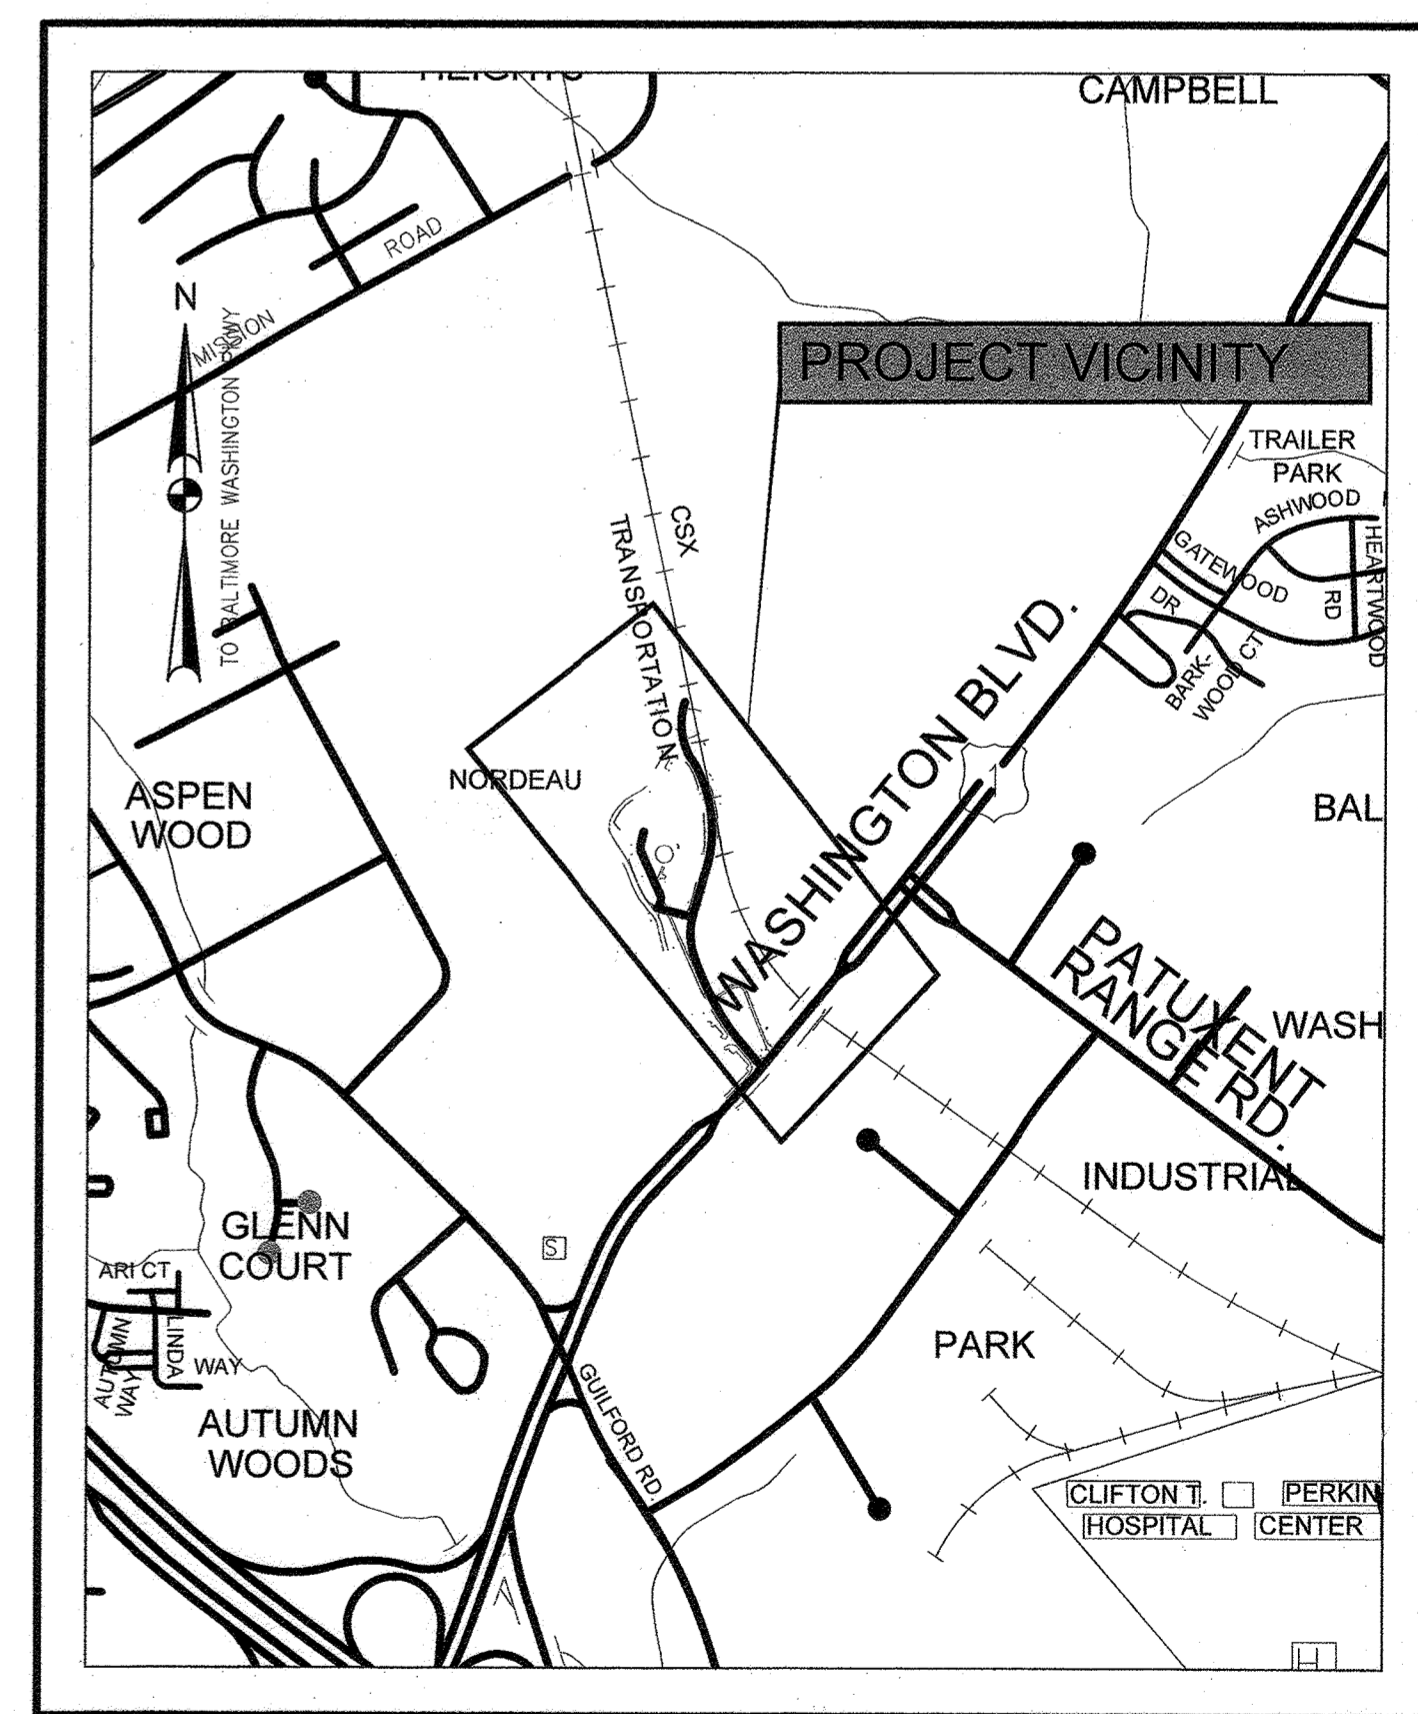 HEIGHTS
CAMPBELL
ROAD
N
MISSION
TO BALTIMORE WASHINGTON PKWY
PROJECT VICINITY
TRAILER
PARK
ASHWOOD
GATEWOOD
DR
RD
HEARTWOOD
BARK-
WOOD CT
CSX
TRANSPORTATION
WASHINGTON BLVD.
1
NORDEAU
ASPEN
WOOD
BAL
PATUXENT
RANGE RD.
WASH
INDUSTRIAL
GLENN
COURT
S
ARI CT
LINDA
AUTUMN
WAY
WAY
PARK
GUILFORD RD.
AUTUMN
WOODS
CLIFTON T. PERKIN
HOSPITAL CENTER
H